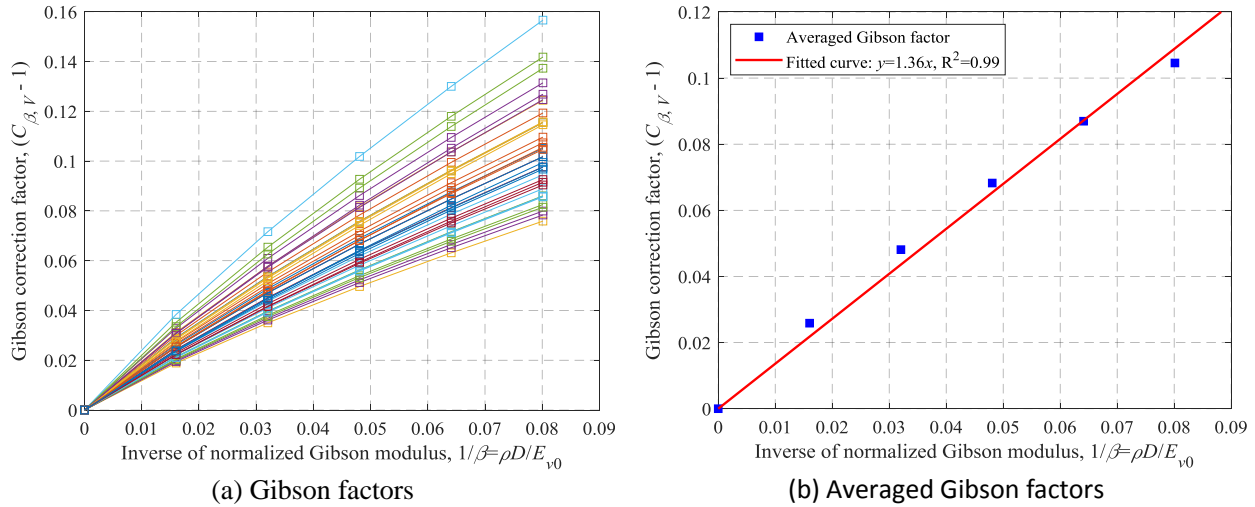 0.16
0.14
0.12
0.1
0.08
0.06
0.04
0.02
0
Gibson correction factor, (Cβ, V - 1)
0 0.01 0.02 0.03 0.04 0.05 0.06 0.07 0.08 0.09
Inverse of normalized Gibson modulus, 1/β=ρD/Ev0
(a) Gibson factors
0.12
0.1
0.08
0.06
0.04
0.02
0
Gibson correction factor, (Cβ, V - 1)
Averaged Gibson factor
Fitted curve: y=1.36x, R²=0.99
0 0.01 0.02 0.03 0.04 0.05 0.06 0.07 0.08 0.09
Inverse of normalized Gibson modulus, 1/β=ρD/Ev0
(b) Averaged Gibson factors